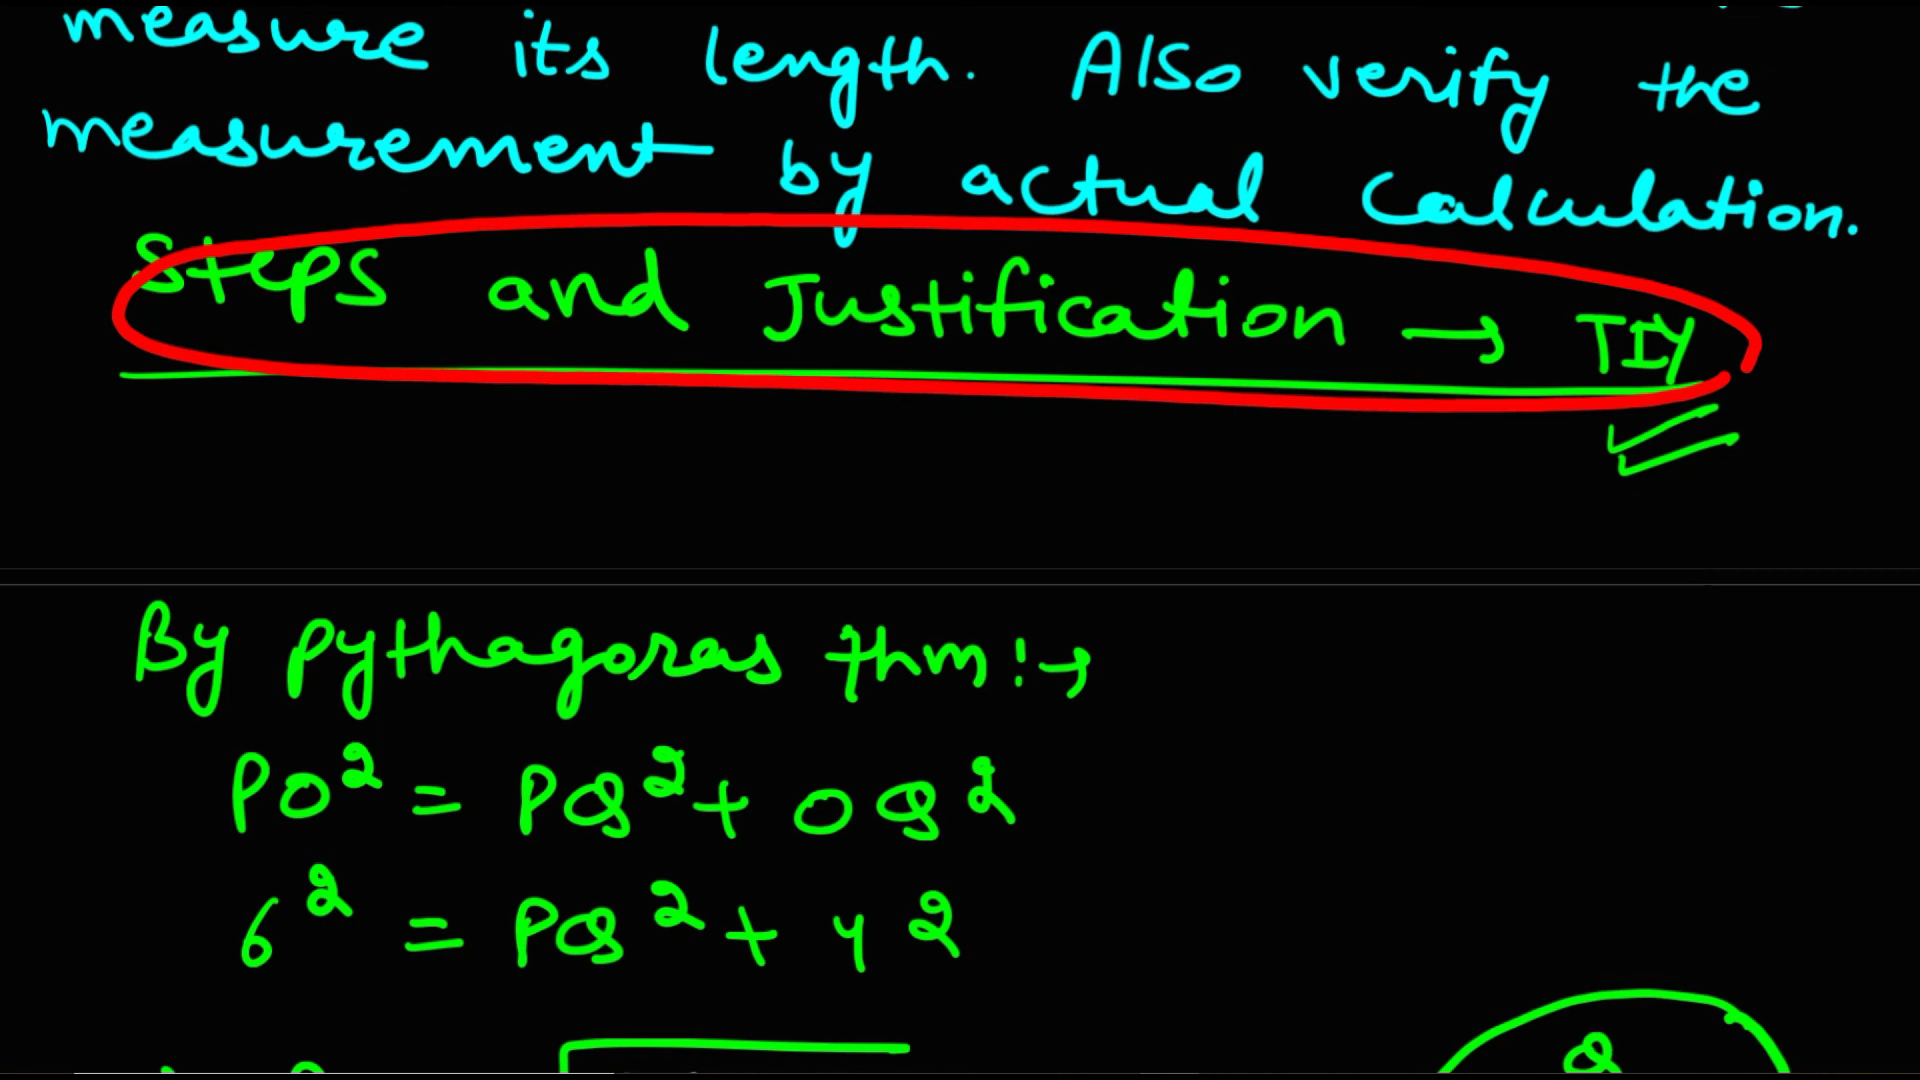 measure its length. Also verify the
measurement by actual calculation.
Steps and Justification → TIY
By Pythagoras thm :→
PO² = PQ² + OQ²
6² = PQ² + 4²
Q